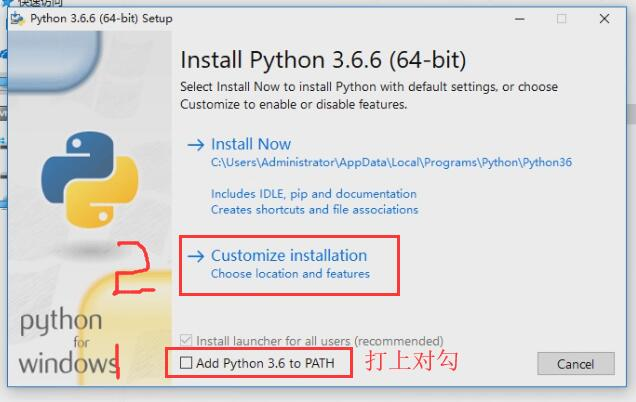 快速访问
Python 3.6.6 (64-bit) Setup
Install Python 3.6.6 (64-bit)
Select Install Now to install Python with default settings, or choose
Customize to enable or disable features.
Install Now
C:\Users\Administrator\AppData\Local\Programs\Python\Python36
Includes IDLE, pip and documentation
Creates shortcuts and file associations
2
Customize installation
Choose location and features
python
for
windows
Install launcher for all users (recommended)
1
Add Python 3.6 to PATH
打上对勾
Cancel